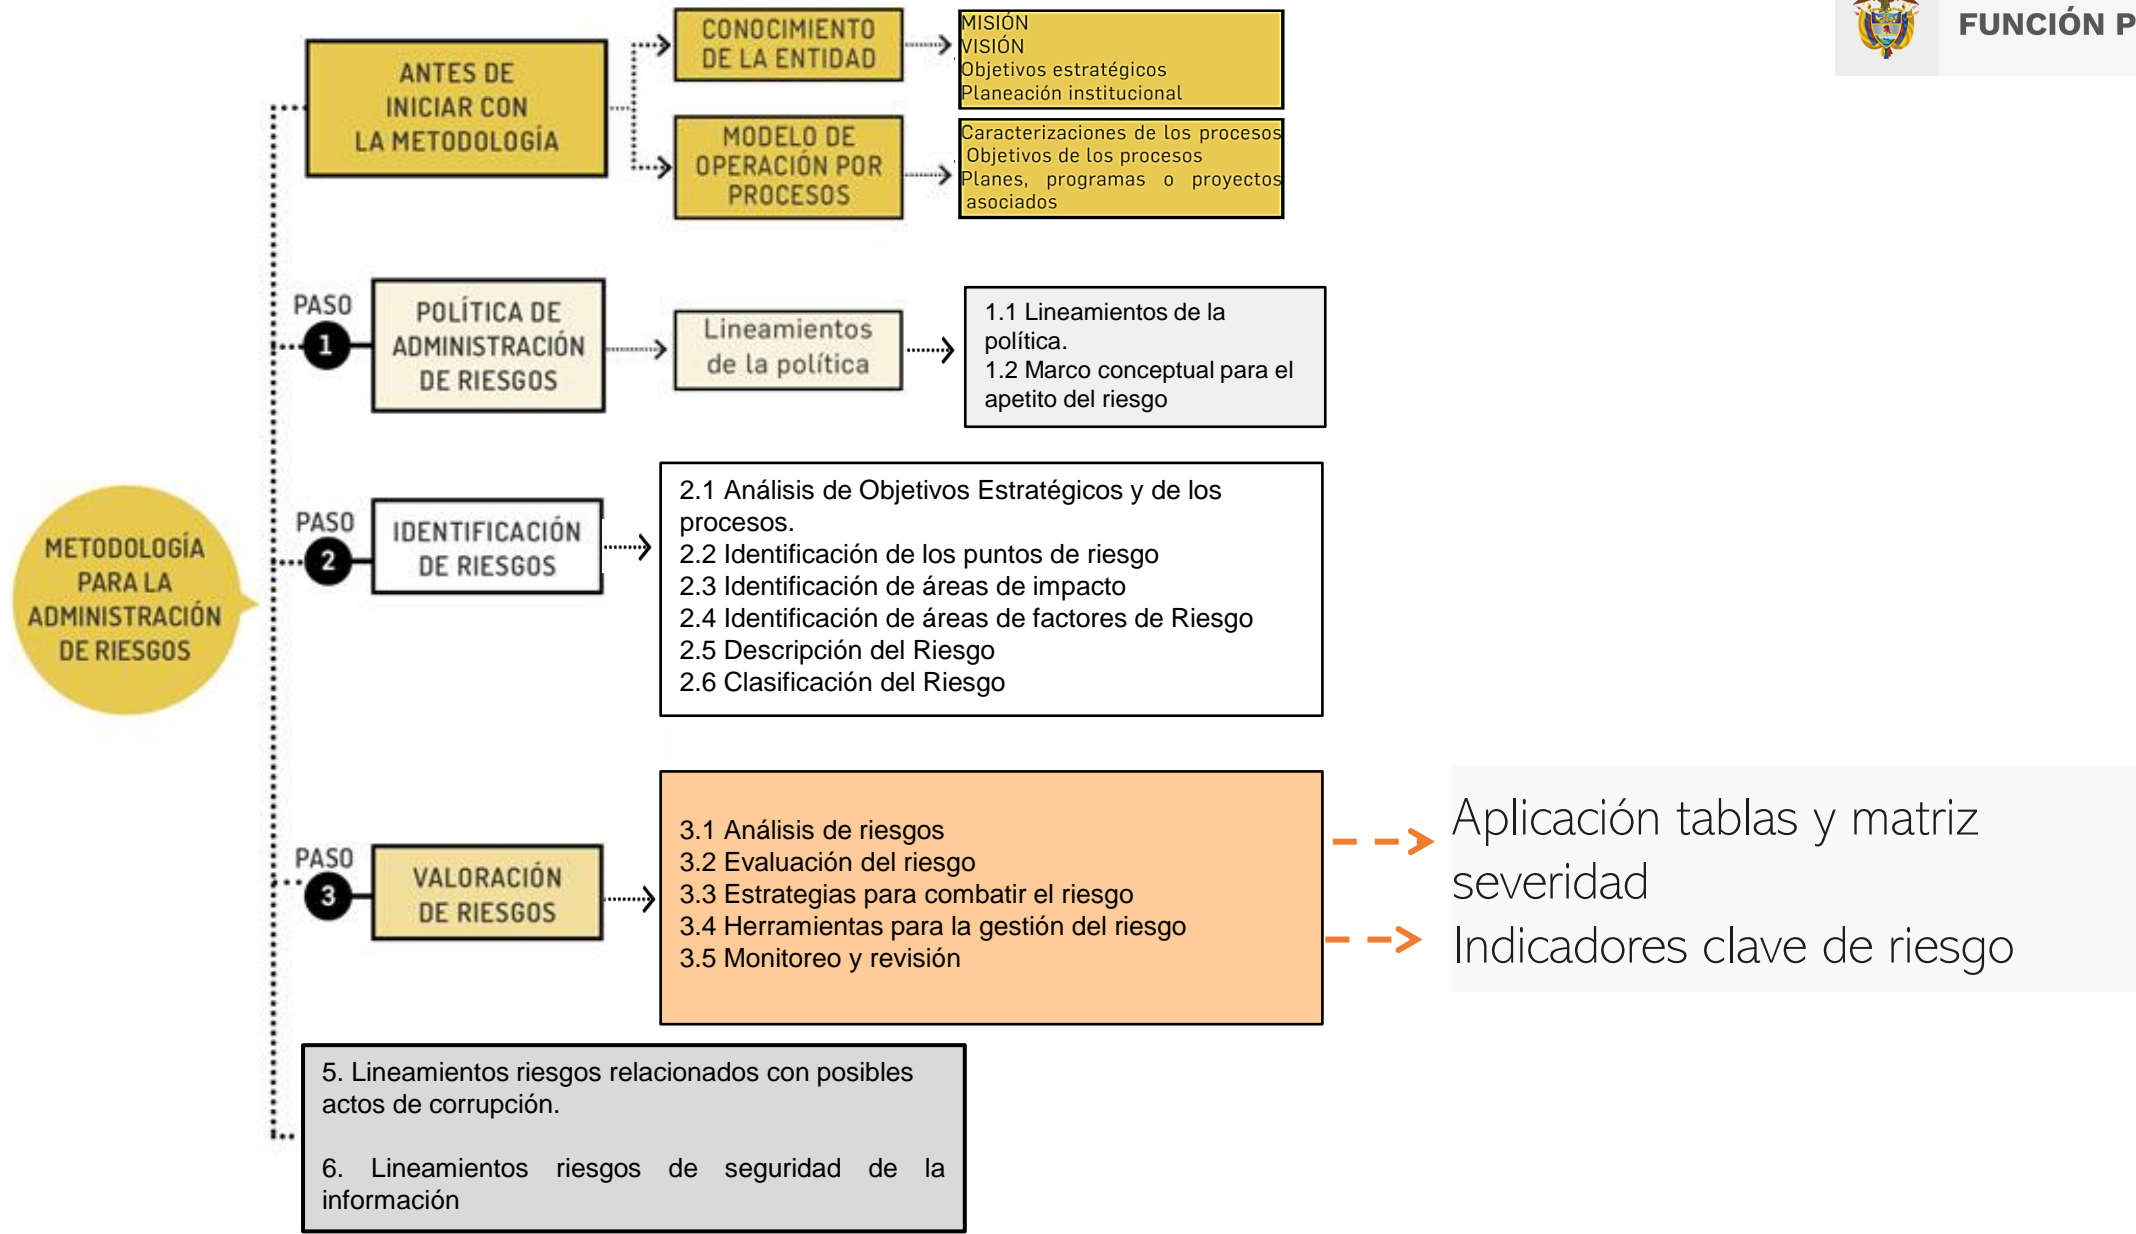 FUNCIÓN P
METODOLOGÍA
PARA LA
ADMINISTRACIÓN
DE RIESGOS
ANTES DE
INICIAR CON
LA METODOLOGÍA
CONOCIMIENTO
DE LA ENTIDAD
MISIÓN
VISIÓN
Objetivos estratégicos
Planeación institucional
MODELO DE
OPERACIÓN POR
PROCESOS
Caracterizaciones de los procesos
Objetivos de los procesos
Planes, programas o proyectos
asociados
PASO
1
POLÍTICA DE
ADMINISTRACIÓN
DE RIESGOS
Lineamientos
de la política
1.1 Lineamientos de la
política.
1.2 Marco conceptual para el
apetito del riesgo
PASO
2
IDENTIFICACIÓN
DE RIESGOS
2.1 Análisis de Objetivos Estratégicos y de los
procesos.
2.2 Identificación de los puntos de riesgo
2.3 Identificación de áreas de impacto
2.4 Identificación de áreas de factores de Riesgo
2.5 Descripción del Riesgo
2.6 Clasificación del Riesgo
PASO
3
VALORACIÓN
DE RIESGOS
3.1 Análisis de riesgos
3.2 Evaluación del riesgo
3.3 Estrategias para combatir el riesgo
3.4 Herramientas para la gestión del riesgo
3.5 Monitoreo y revisión
Aplicación tablas y matriz
severidad
Indicadores clave de riesgo
5. Lineamientos riesgos relacionados con posibles
actos de corrupción.
6. Lineamientos riesgos de seguridad de la
información